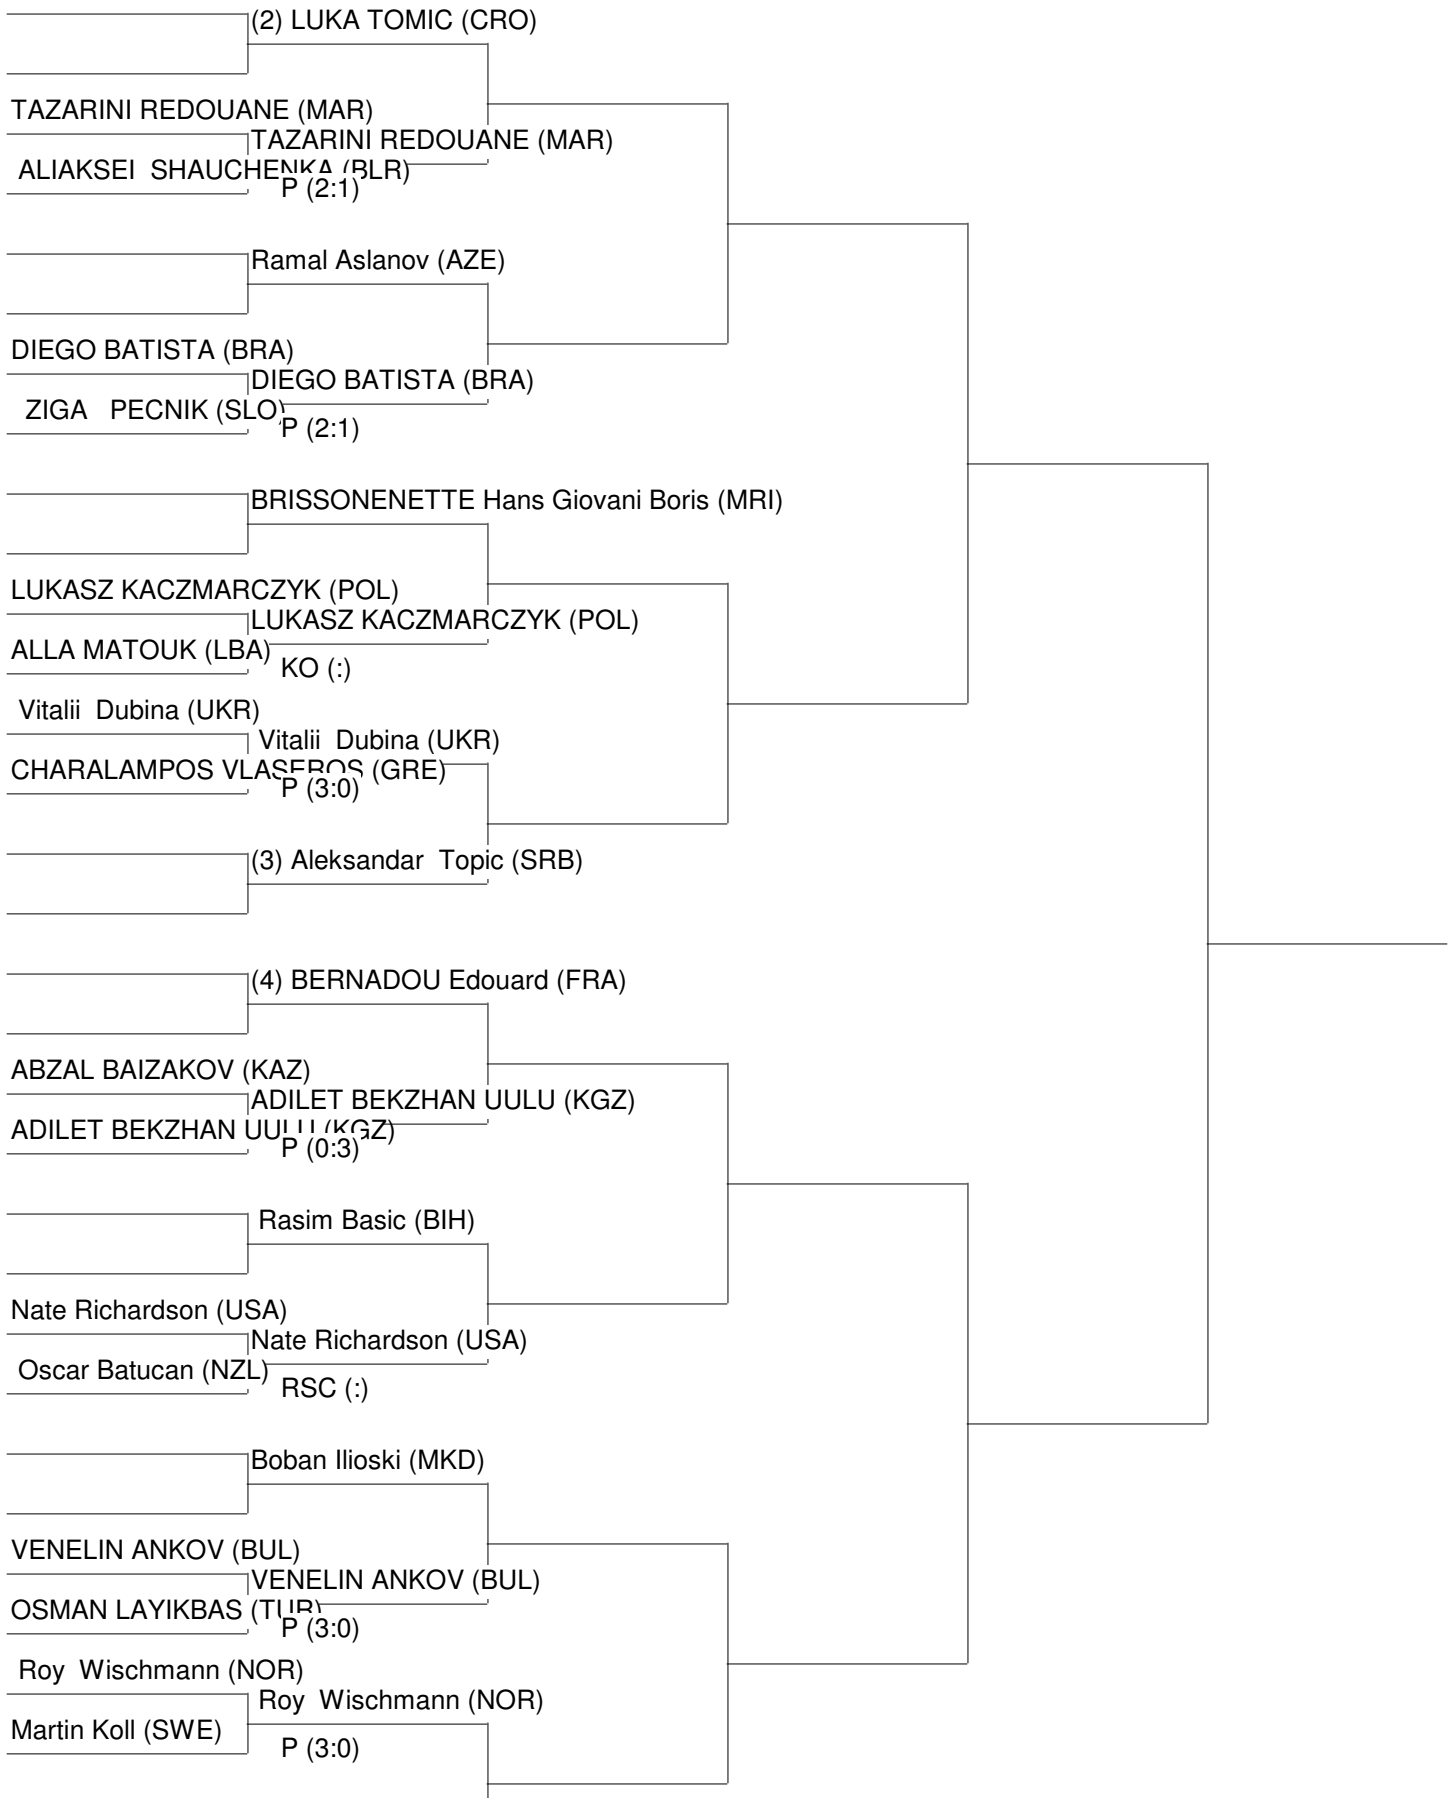 (2) LUKA TOMIC (CRO)
TAZARINI REDOUANE (MAR)
TAZARINI REDOUANE (MAR)
ALIAKSEI SHAUCHENKA (BLR)
P (2:1)
Ramal Aslanov (AZE)
DIEGO BATISTA (BRA)
DIEGO BATISTA (BRA)
ZIGA PECNIK (SLO)
P (2:1)
BRISSONENETTE Hans Giovani Boris (MRI)
LUKASZ KACZMARCZYK (POL)
LUKASZ KACZMARCZYK (POL)
ALLA MATOUK (LBA)
KO (:)
Vitalii Dubina (UKR)
Vitalii Dubina (UKR)
CHARALAMPOS VLASEROS (GRE)
P (3:0)
(3) Aleksandar Topic (SRB)
(4) BERNADOU Edouard (FRA)
ABZAL BAIZAKOV (KAZ)
ADILET BEKZHAN UULU (KGZ)
ADILET BEKZHAN UULU (KGZ)
P (0:3)
Rasim Basic (BIH)
Nate Richardson (USA)
Nate Richardson (USA)
Oscar Batucan (NZL)
RSC (:)
Boban Ilioski (MKD)
VENELIN ANKOV (BUL)
VENELIN ANKOV (BUL)
OSMAN LAYIKBAS (TUR)
P (3:0)
Roy Wischmann (NOR)
Roy Wischmann (NOR)
Martin Koll (SWE)
P (3:0)